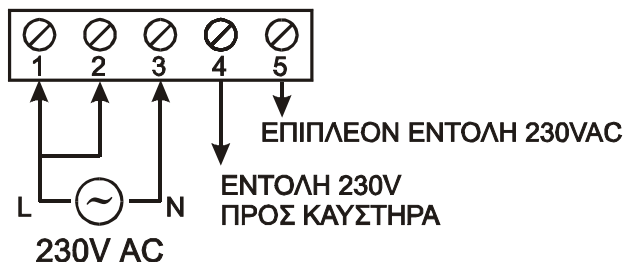 1 2 3 4 5
ΕΠΙΠΛΕΟΝ ΕΝΤΟΛΗ 230VAC
ΕΝΤΟΛΗ 230V
ΠΡΟΣ ΚΑΥΣΤΗΡΑ
L N
230V AC